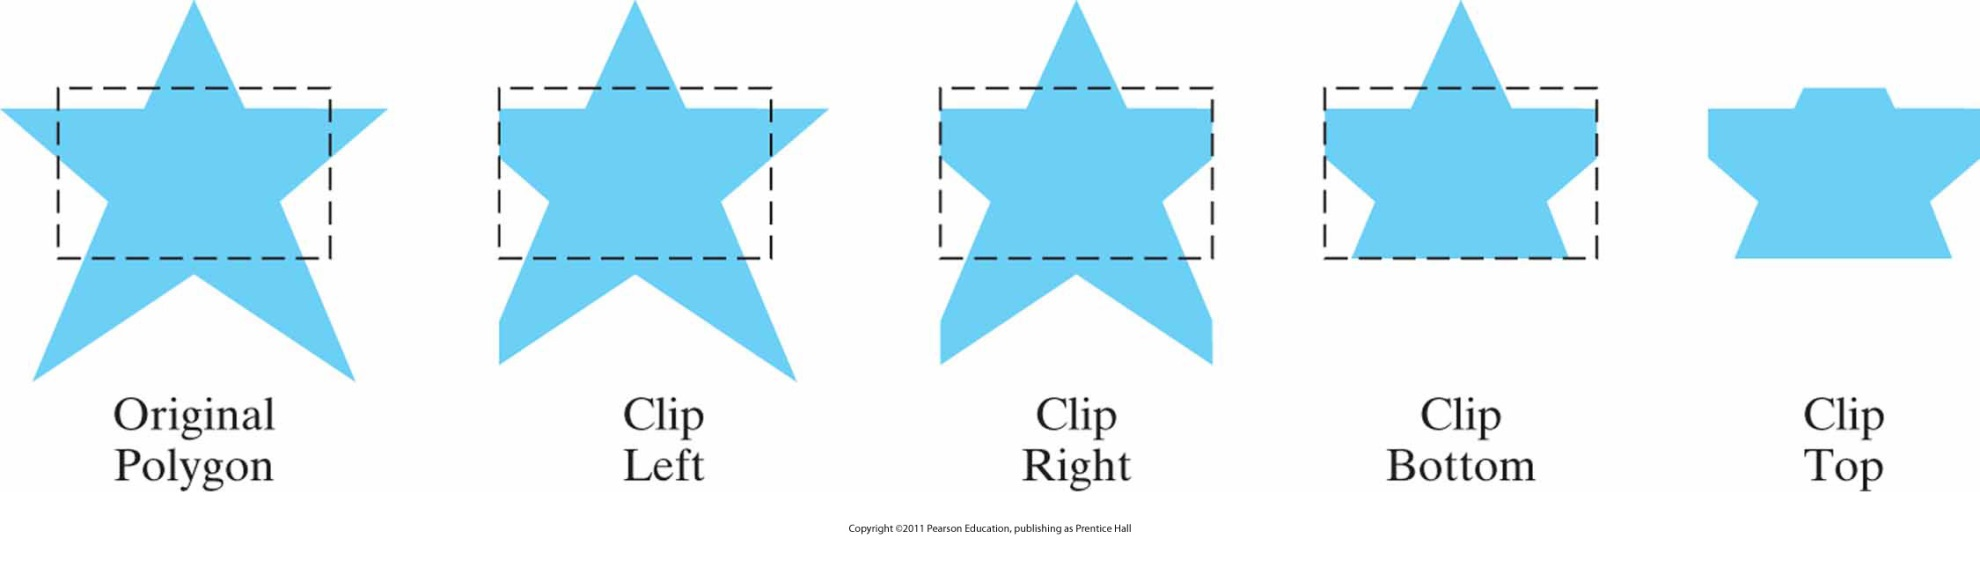 Original
Polygon
Clip
Left
Clip
Right
Clip
Bottom
Clip
Top
Copyright ©2011 Pearson Education, publishing as Prentice Hall